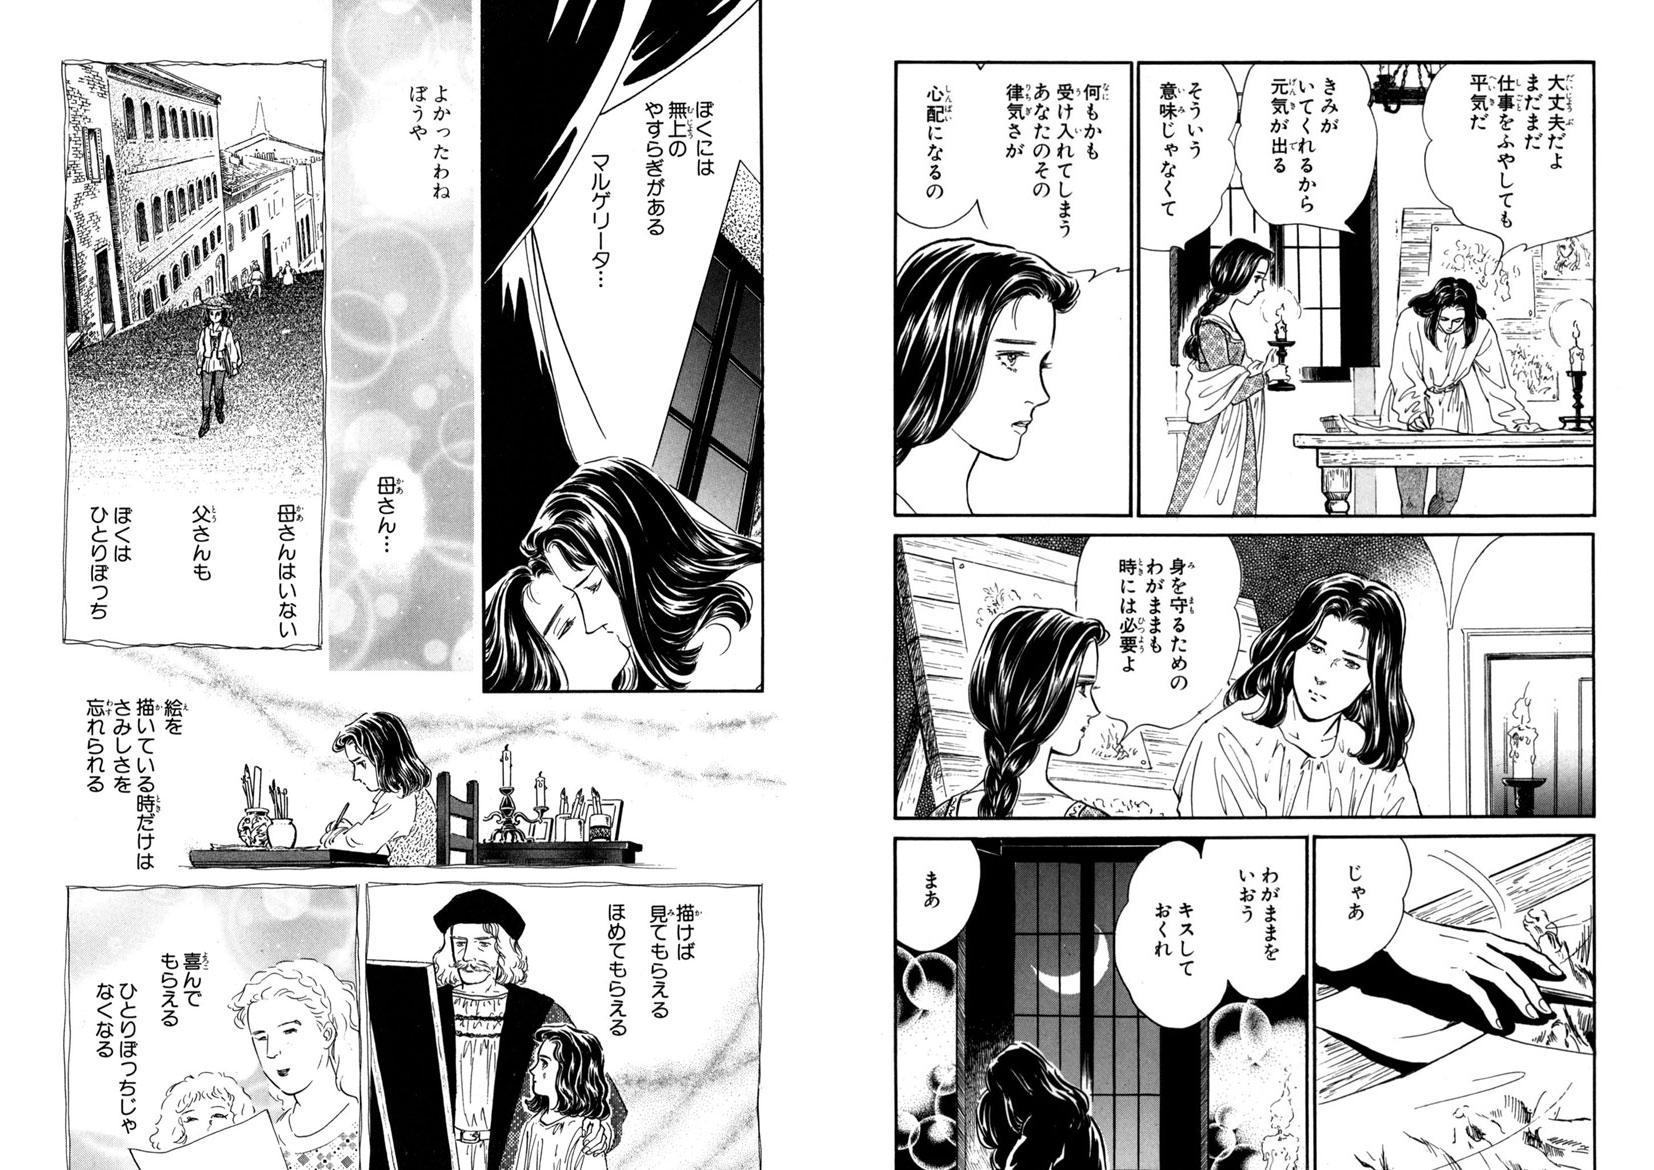 大丈夫だよ
まだまだ
仕事をふやしても
平気だ
きみが
いてくれるから
元気が出る
そういう
意味じゃなくて
何もかも
受け入れてしまう
あなたのその
律気さが
心配になるの
身を守るための
わがままも
時には必要よ
じゃあ
わがままを
いおう
キスして
おくれ
まあ
ぼくには
無上の
やすらぎがある
マルゲリータ…
よかったわね
ぼうや
母さん…
母さんはいない
父さんも
ぼくは
ひとりぼっち
絵を
描いている時だけは
さみしさを
忘れられる
描けば
見てもらえる
ほめてもらえる
喜んで
もらえる
ひとりぼっちじゃ
なくなる